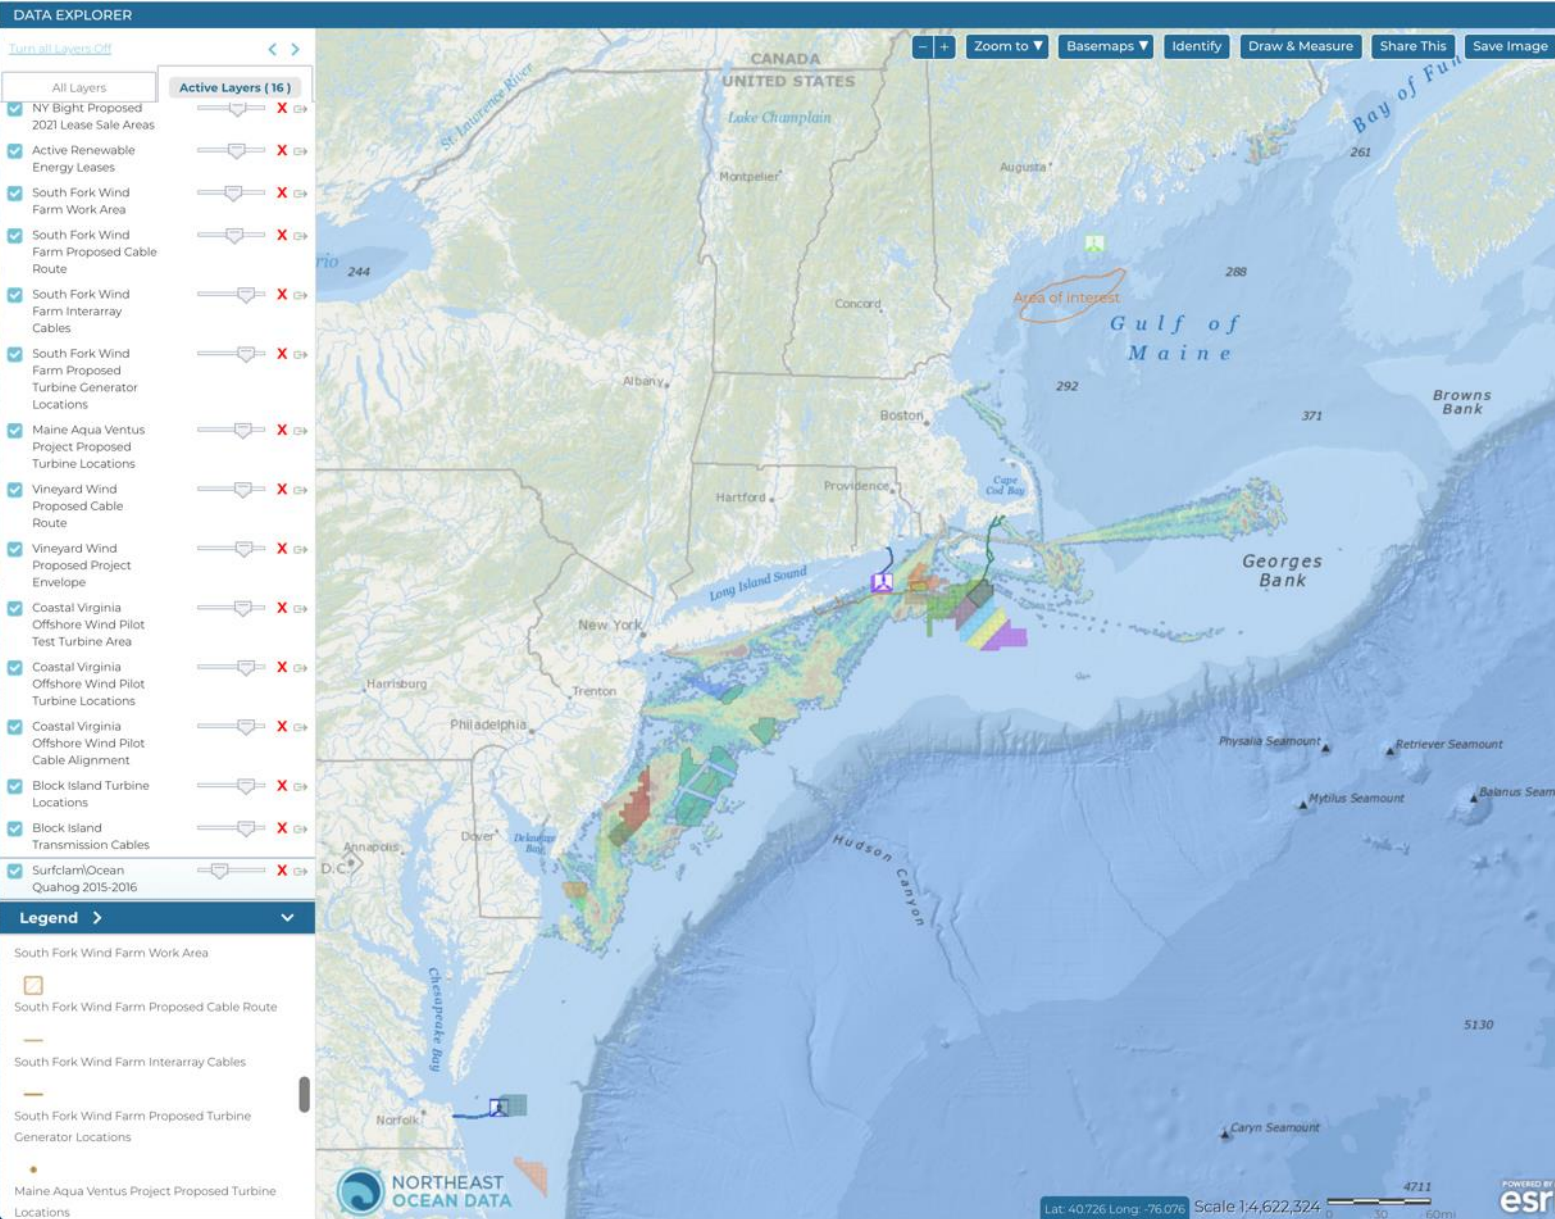 DATA EXPLORER
Turn all Layers Off
All Layers
Active Layers ( 16 )
NY Bight Proposed
2021 Lease Sale Areas
X
Active Renewable
Energy Leases
X
South Fork Wind
Farm Work Area
X
South Fork Wind
Farm Proposed Cable
Route
X
South Fork Wind
Farm Interarray
Cables
X
South Fork Wind
Farm Proposed
Turbine Generator
Locations
X
Maine Aqua Ventus
Project Proposed
Turbine Locations
X
Vineyard Wind
Proposed Cable
Route
X
Vineyard Wind
Proposed Project
Envelope
X
Coastal Virginia
Offshore Wind Pilot
Test Turbine Area
X
Coastal Virginia
Offshore Wind Pilot
Turbine Locations
X
Coastal Virginia
Offshore Wind Pilot
Cable Alignment
X
Block Island Turbine
Locations
X
Block Island
Transmission Cables
X
Surfclam\Ocean
Quahog 2015-2016
X
Legend
South Fork Wind Farm Work Area
South Fork Wind Farm Proposed Cable Route
South Fork Wind Farm Interarray Cables
South Fork Wind Farm Proposed Turbine
Generator Locations
Maine Aqua Ventus Project Proposed Turbine
Locations
− +
Zoom to ▼
Basemaps ▼
Identify
Draw & Measure
Share This
Save Image
CANADA
UNITED STATES
St. Lawrence River
Lake Champlain
Bay of Fun
261
Augusta
Montpelier
rio
244
288
Area of interest
Concord
Gulf of
Maine
Albany
292
Browns
Bank
Boston
371
Cape
Cod Bay
Providence
Hartford
Georges
Bank
Long Island Sound
New York
Harrisburg
Trenton
Philadelphia
Physalia Seamount
Retriever Seamount
Mytilus Seamount
Balanus Seam
Dover
Delaware
Bay
Annapolis
D.C.
Hudson
Canyon
Chesapeake Bay
5130
Norfolk
Caryn Seamount
NORTHEAST
OCEAN DATA
4711
Lat: 40.726 Long: -76.076
Scale 1:4,622,324
0 30 60mi
POWERED BY
esr